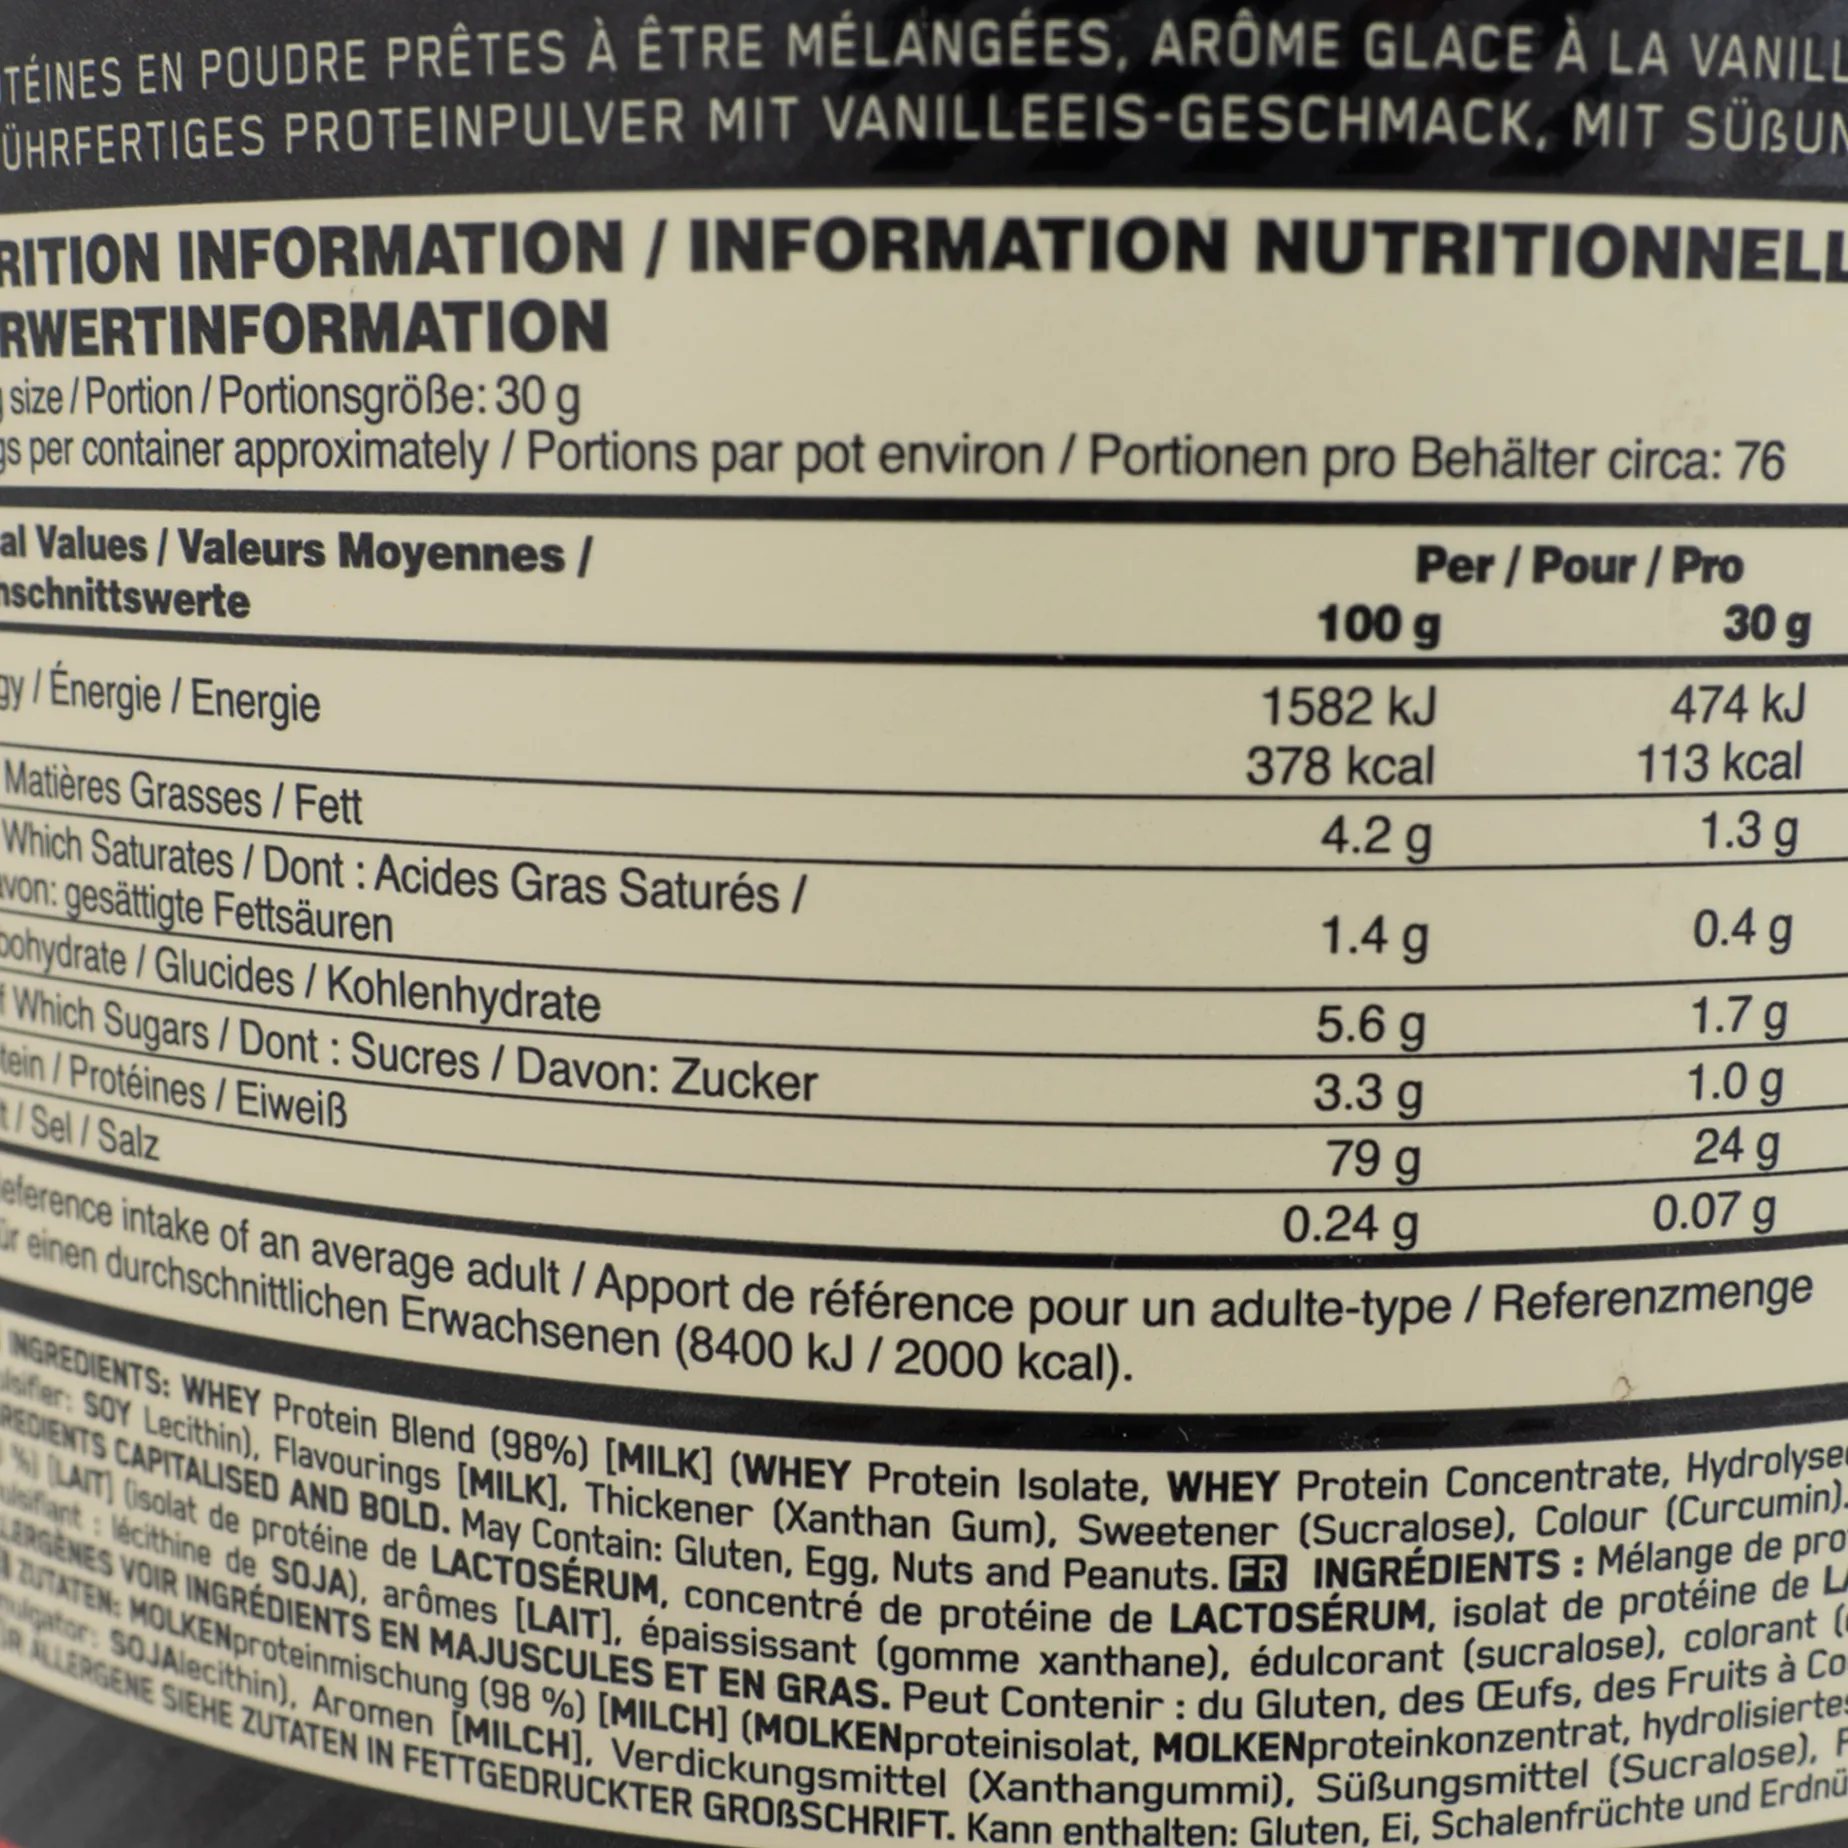 TÉINES EN POUDRE PRÊTES À ÊTRE MÉLANGÉES, ARÔME GLACE À LA VANILL
ÜHRFERTIGES PROTEINPULVER MIT VANILLEEIS-GESCHMACK, MIT SÜßUN
RITION INFORMATION / INFORMATION NUTRITIONNELL
RWERTINFORMATION
size / Portion / Portionsgröße: 30 g
gs per container approximately / Portions par pot environ / Portionen pro Behälter circa: 76
al Values / Valeurs Moyennes /
Per / Pour / Pro
nschnittswerte
100 g 30 g
gy / Énergie / Energie 1582 kJ 474 kJ
378 kcal 113 kcal
Matières Grasses / Fett 4.2 g 1.3 g
Which Saturates / Dont : Acides Gras Saturés /
avon: gesättigte Fettsäuren 1.4 g 0.4 g
bohydrate / Glucides / Kohlenhydrate 5.6 g 1.7 g
f Which Sugars / Dont : Sucres / Davon: Zucker 3.3 g 1.0 g
tein / Protéines / Eiweiß 79 g 24 g
t / Sel / Salz 0.24 g 0.07 g
eference intake of an average adult / Apport de référence pour un adulte-type / Referenzmenge
ür einen durchschnittlichen Erwachsenen (8400 kJ / 2000 kcal).
INGREDIENTS: WHEY Protein Blend (98%) [MILK] (WHEY Protein Isolate, WHEY Protein Concentrate, Hydrolyse
ulsifier: SOY Lecithin), Flavourings [MILK], Thickener (Xanthan Gum), Sweetener (Sucralose), Colour (Curcumin).
REDIENTS CAPITALISED AND BOLD. May Contain: Gluten, Egg, Nuts and Peanuts. FR INGRÉDIENTS : Mélange de pro
%) [LAIT] (isolat de protéine de LACTOSÉRUM, concentré de protéine de LACTOSÉRUM, isolat de protéine de LA
ulsifiant : lécithine de SOJA), arômes [LAIT], épaississant (gomme xanthane), édulcorant (sucralose), colorant (
LERGÈNES VOIR INGRÉDIENTS EN MAJUSCULES ET EN GRAS. Peut Contenir : du Gluten, des Œufs, des Fruits à Co
ZUTATEN: MOLKENproteinmischung (98 %) [MILCH] (MOLKENproteinisolat, MOLKENproteinkonzentrat, hydrolisiertes
mulgator: SOJAlecithin), Aromen [MILCH], Verdickungsmittel (Xanthangummi), Süßungsmittel (Sucralose), F
ÜR ALLERGENE SIEHE ZUTATEN IN FETTGEDRUCKTER GROßSCHRIFT. Kann enthalten: Gluten, Ei, Schalenfrüchte und Erdnü